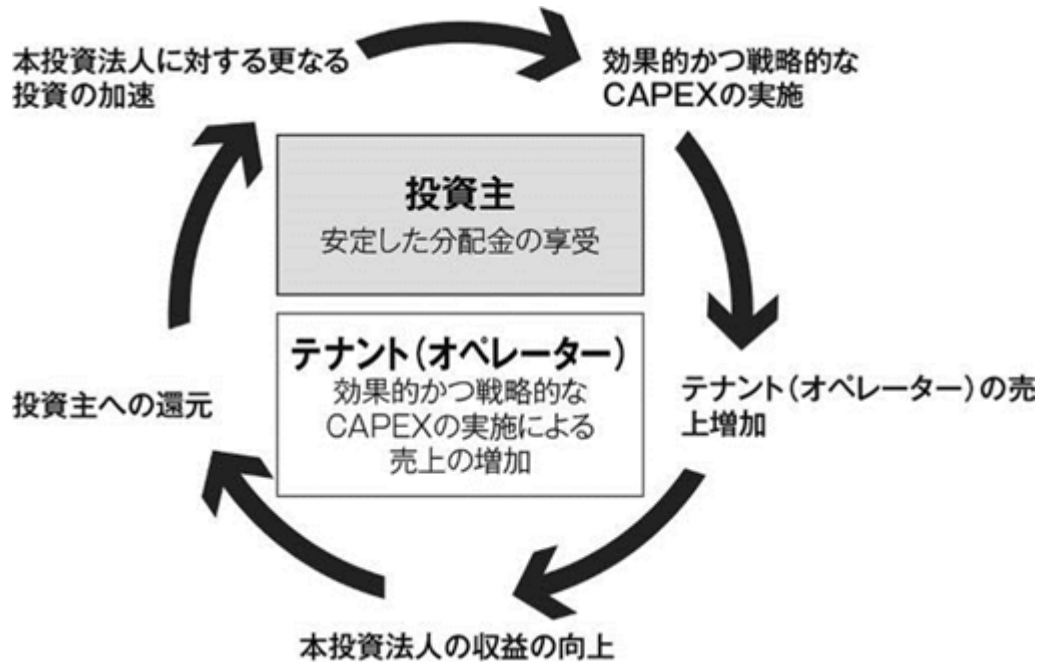 本投資法人に対する更なる
投資の加速
効果的かつ戦略的な
CAPEXの実施
投資主
安定した分配金の享受
テナント（オペレーター）
効果的かつ戦略的な
CAPEXの実施による
売上の増加
投資主への還元
テナント（オペレーター）の売
上増加
本投資法人の収益の向上